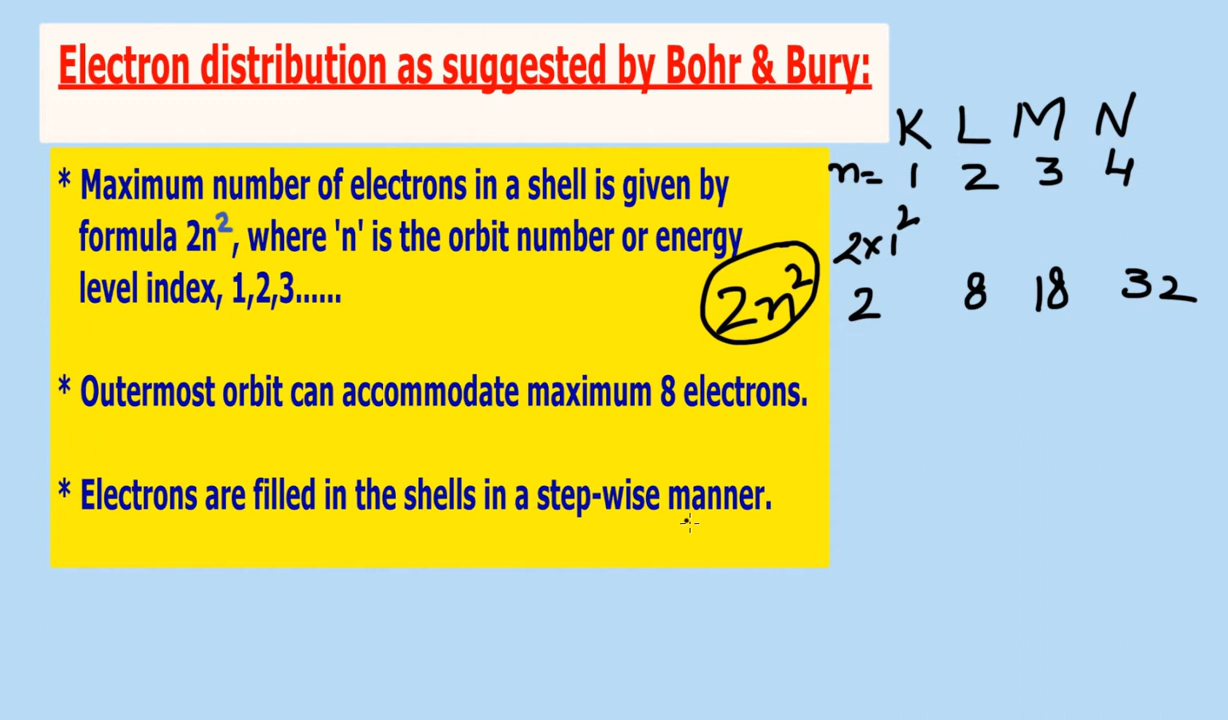 Electron distribution as suggested by Bohr & Bury:
K L M N
n= 1 2 3 4
* Maximum number of electrons in a shell is given by
formula 2n², where 'n' is the orbit number or energy
level index, 1,2,3......
2×1²
2n²
2 8 18 32
* Outermost orbit can accommodate maximum 8 electrons.
* Electrons are filled in the shells in a step-wise manner.